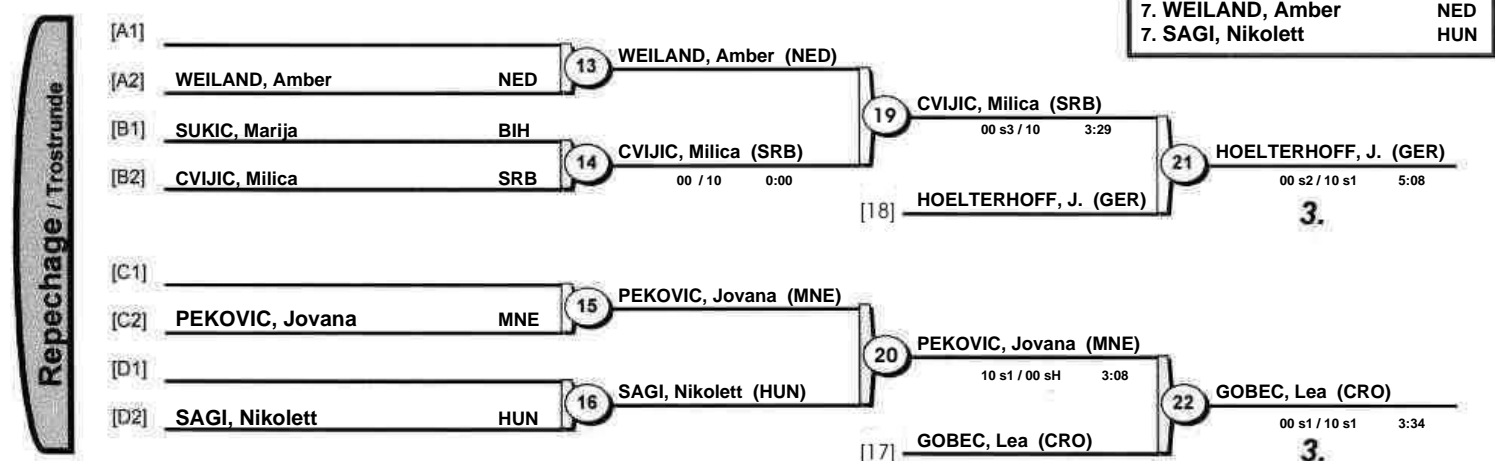 7. WEILAND, Amber NED
7. SAGI, Nikolett HUN
Repechage / Trostrunde
[A1]
13 WEILAND, Amber (NED)
[A2] WEILAND, Amber NED
19 CVIJIC, Milica (SRB)
00 s3 / 10 3:29
[B1] SUKIC, Marija BIH
14 CVIJIC, Milica (SRB)
00 / 10 0:00
21 HOELTERHOFF, J. (GER)
00 s2 / 10 s1 5:08
[B2] CVIJIC, Milica SRB
[18] HOELTERHOFF, J. (GER)
3.
[C1]
15 PEKOVIC, Jovana (MNE)
[C2] PEKOVIC, Jovana MNE
20 PEKOVIC, Jovana (MNE)
10 s1 / 00 sH 3:08
[D1]
16 SAGI, Nikolett (HUN)
22 GOBEC, Lea (CRO)
00 s1 / 10 s1 3:34
[D2] SAGI, Nikolett HUN
[17] GOBEC, Lea (CRO)
3.